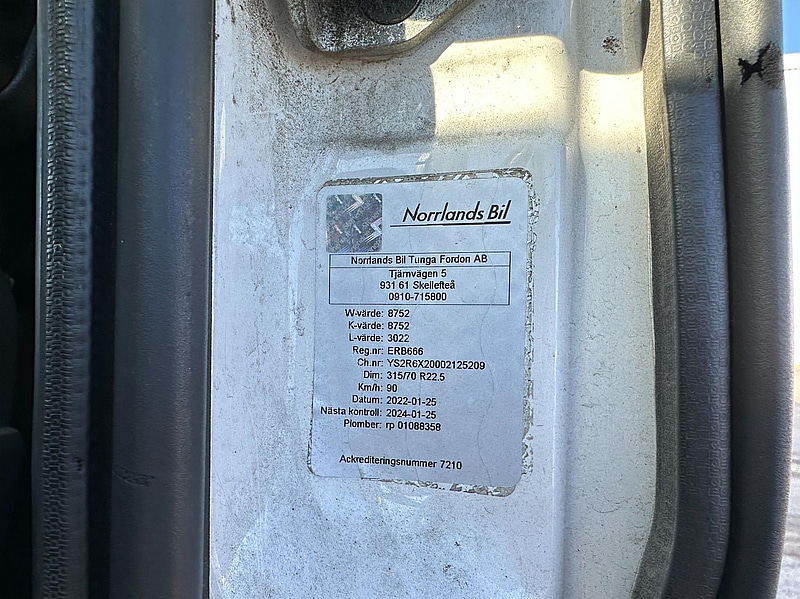 Norrlands Bil
Norrlands Bil Tunga Fordon AB
Tjärnvägen 5
931 61 Skellefteå
0910-715800
W-värde: 8752
K-värde: 8752
L-värde: 3022
Reg.nr: ERB666
Ch.nr: YS2R6X20002125209
Dim: 315/70 R22.5
Km/h: 90
Datum: 2022-01-25
Nästa kontroll: 2024-01-25
Plomber: rp 01088358
Ackrediteringsnummer 7210